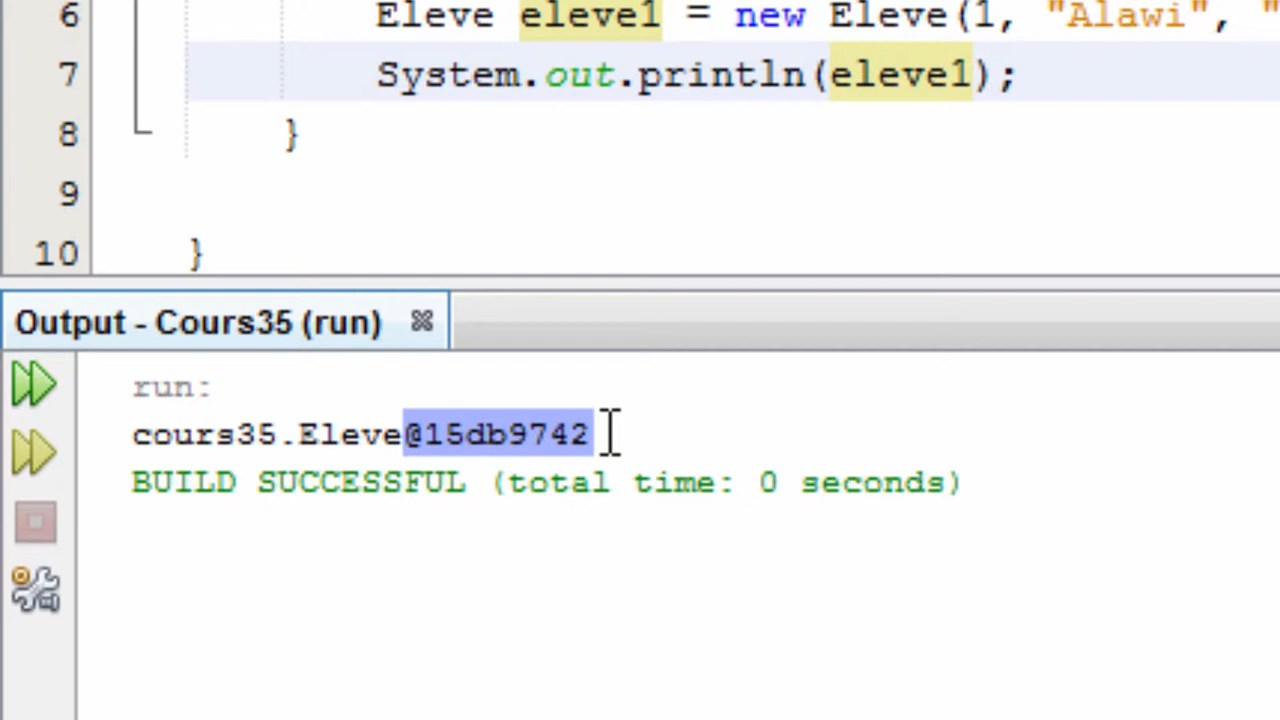 6 Eleve eleve1 = new Eleve(1, "Alawi", "
7 System.out.println(eleve1);
8 }
9
10 }
Output - Cours35 (run)
run:
cours35.Eleve@15db9742
BUILD SUCCESSFUL (total time: 0 seconds)